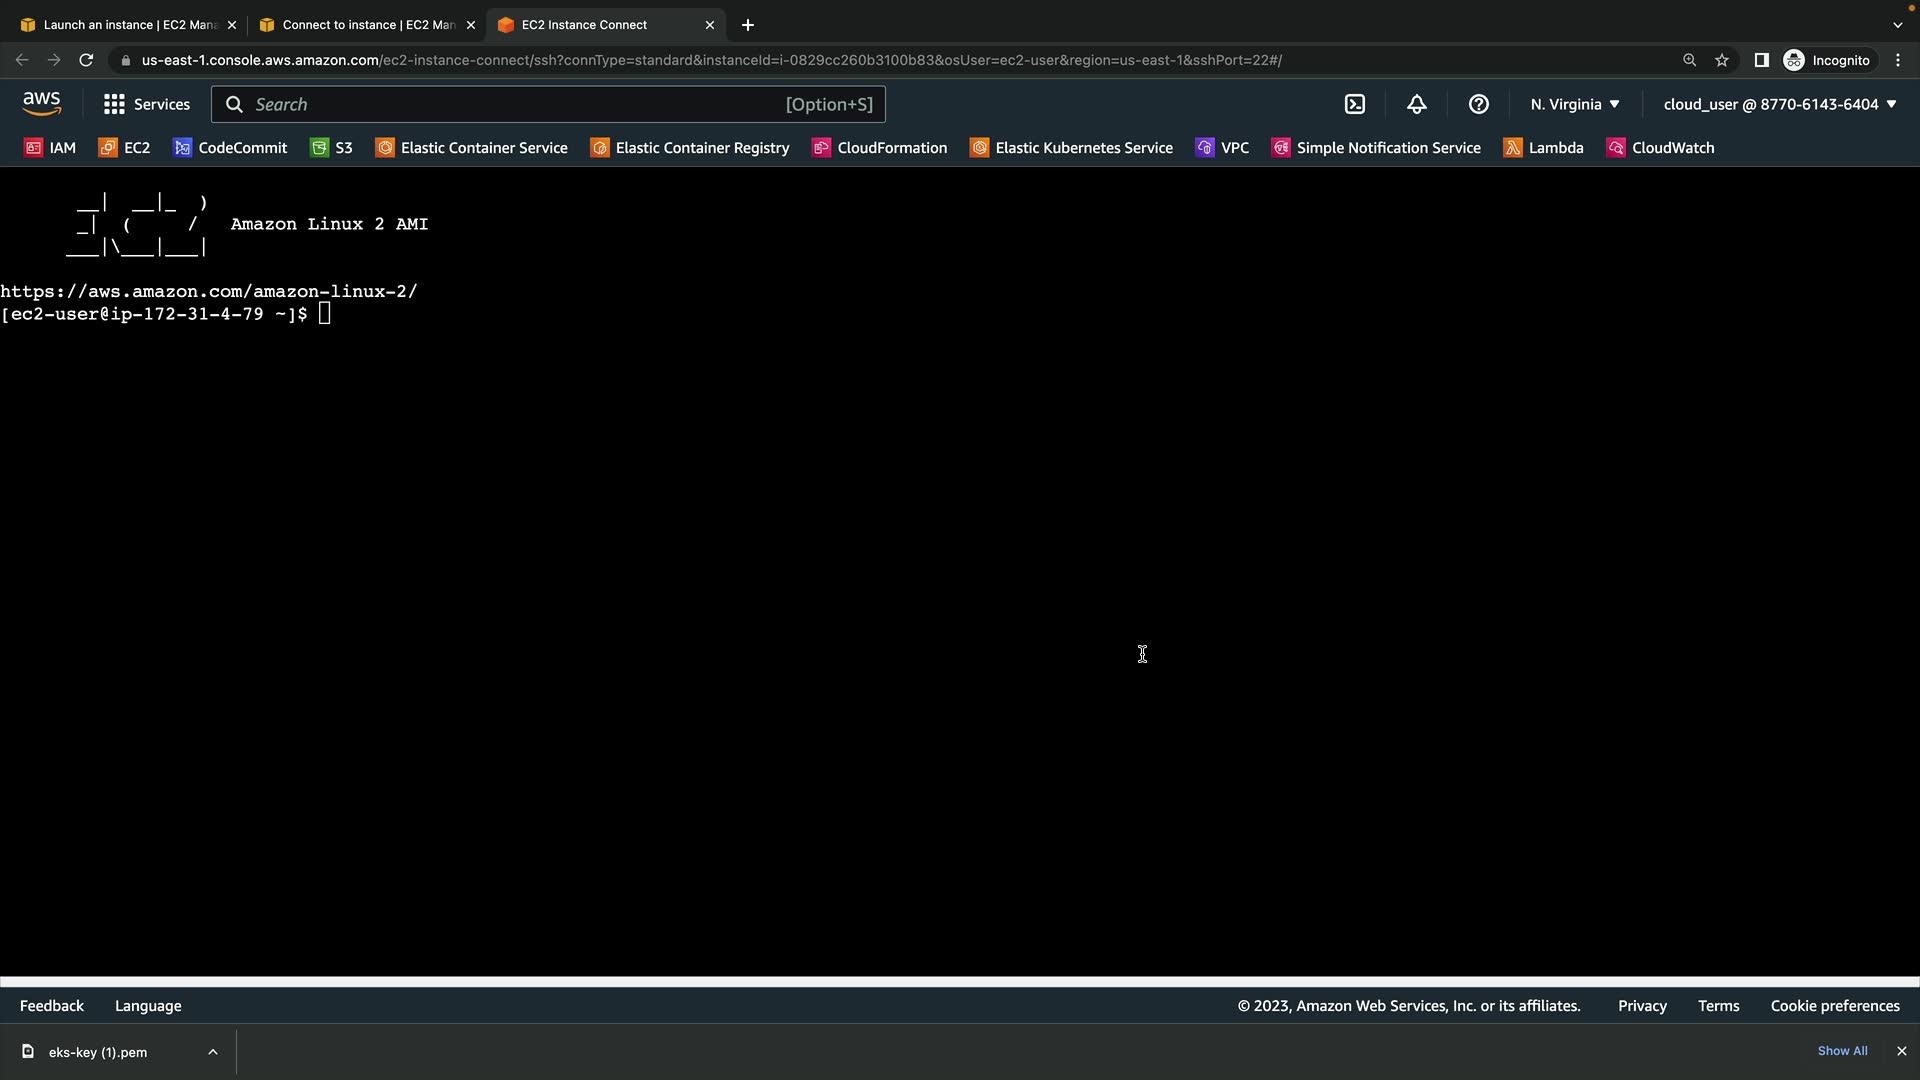 Launch an instance | EC2 Mana
Connect to instance | EC2 Man
EC2 Instance Connect
us-east-1.console.aws.amazon.com/ec2-instance-connect/ssh?connType=standard&instanceId=i-0829cc260b3100b83&osUser=ec2-user&region=us-east-1&sshPort=22#/
Incognito
aws
Services
Search
[Option+S]
N. Virginia
cloud_user @ 8770-6143-6404
IAM
EC2
CodeCommit
S3
Elastic Container Service
Elastic Container Registry
CloudFormation
Elastic Kubernetes Service
VPC
Simple Notification Service
Lambda
CloudWatch
__|  __|_  )
_|  (     /   Amazon Linux 2 AMI
___|\___|___|
https://aws.amazon.com/amazon-linux-2/
[ec2-user@ip-172-31-4-79 ~]$
Feedback
Language
© 2023, Amazon Web Services, Inc. or its affiliates.
Privacy
Terms
Cookie preferences
eks-key (1).pem
Show All